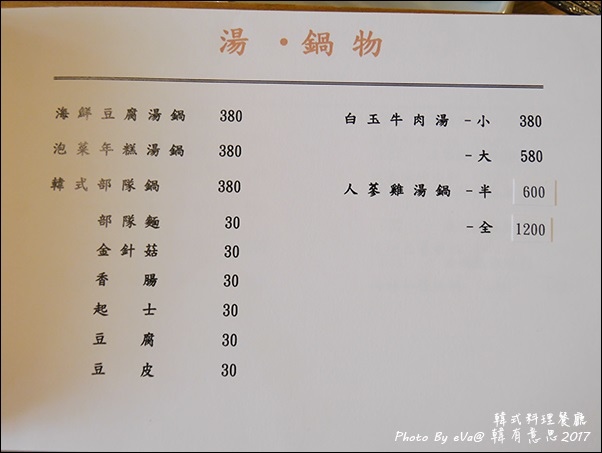 湯・鍋物
海鮮豆腐湯鍋 380
泡菜年糕湯鍋 380
韓式部隊鍋 380
部隊麵 30
金針菇 30
香腸 30
起士 30
豆腐 30
豆皮 30
白玉牛肉湯 -小 380
-大 580
人蔘雞湯鍋 -半 600
-全 1200
韓式料理餐廳
Photo By eVa@ 韓有意思 2017